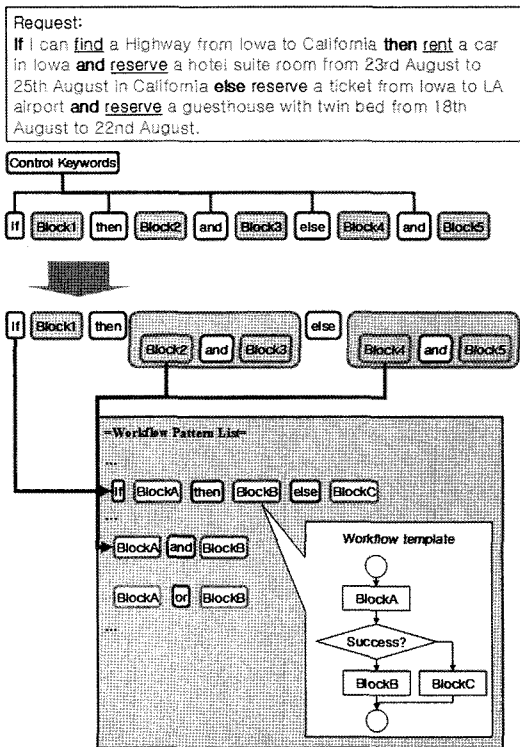 Request:
If I can find a Highway from Iowa to California then rent a car
in Iowa and reserve a hotel suite room from 23rd August to
25th August in California else reserve a ticket from Iowa to LA
airport and reserve a guesthouse with twin bed from 18th
August to 22nd August.
Control Keywords
If Block1 then Block2 and Block3 else Block4 and Block5
If Block1 then else
Block2 and Block3 Block4 and Block5
=Workflow Pattern List=
...
If BlockA then BlockB else BlockC
...
BlockA and BlockB
BlockA or BlockB
...
Workflow template
BlockA
Success?
BlockB BlockC